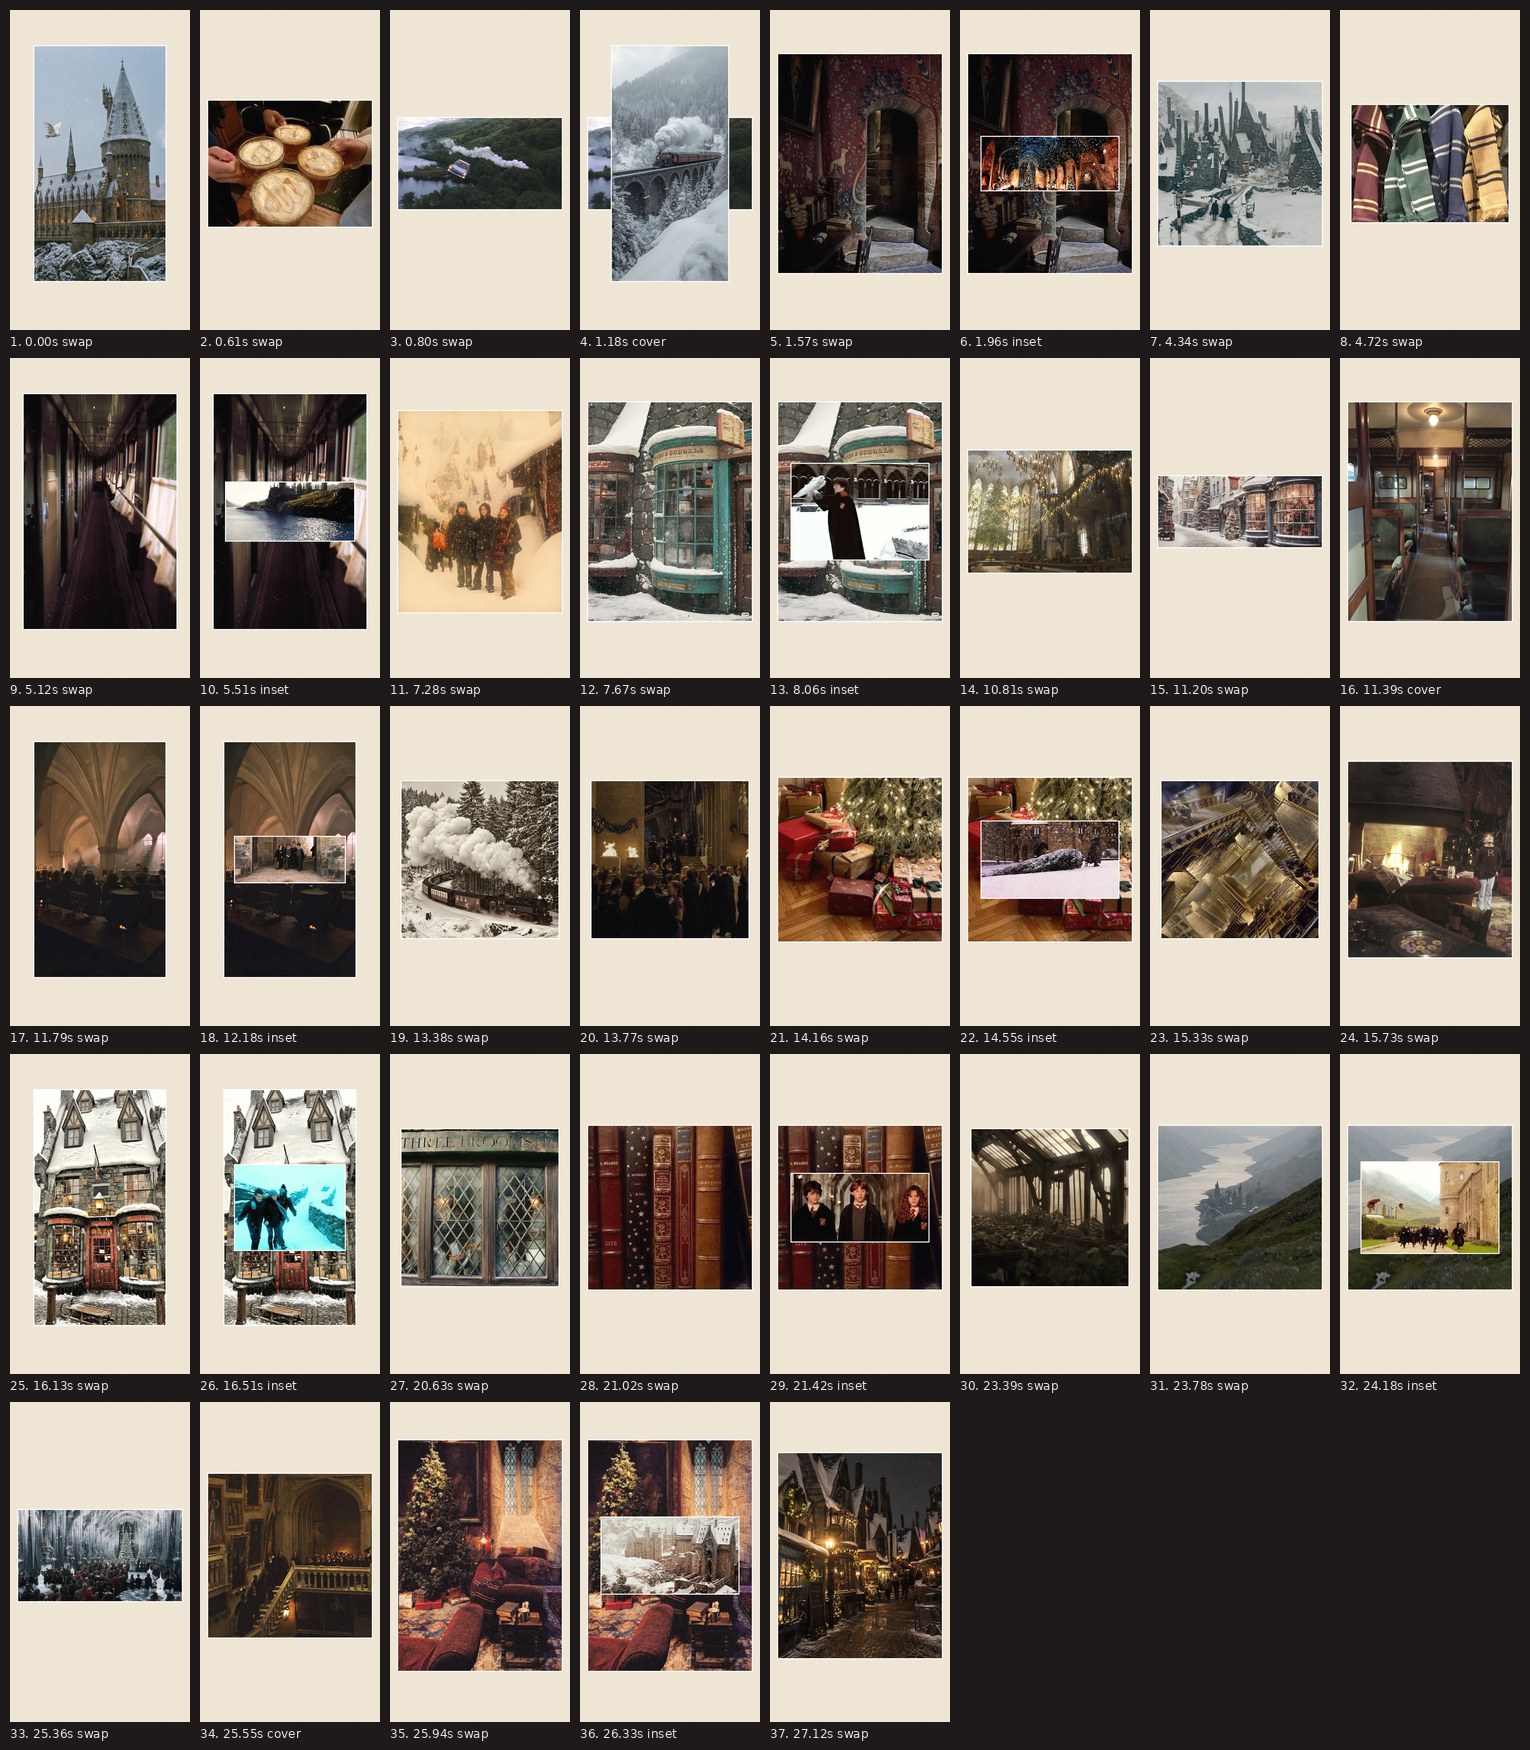 1. 0.00s swap
2. 0.61s swap
3. 0.80s swap
4. 1.18s cover
5. 1.57s swap
6. 1.96s inset
7. 4.34s swap
8. 4.72s swap
9. 5.12s swap
10. 5.51s inset
11. 7.28s swap
12. 7.67s swap
13. 8.06s inset
14. 10.81s swap
15. 11.20s swap
16. 11.39s cover
17. 11.79s swap
18. 12.18s inset
19. 13.38s swap
20. 13.77s swap
21. 14.16s swap
22. 14.55s inset
23. 15.33s swap
24. 15.73s swap
THREE BROOMS
25. 16.13s swap
26. 16.51s inset
27. 20.63s swap
28. 21.02s swap
29. 21.42s inset
30. 23.39s swap
31. 23.78s swap
32. 24.18s inset
33. 25.36s swap
34. 25.55s cover
35. 25.94s swap
36. 26.33s inset
37. 27.12s swap